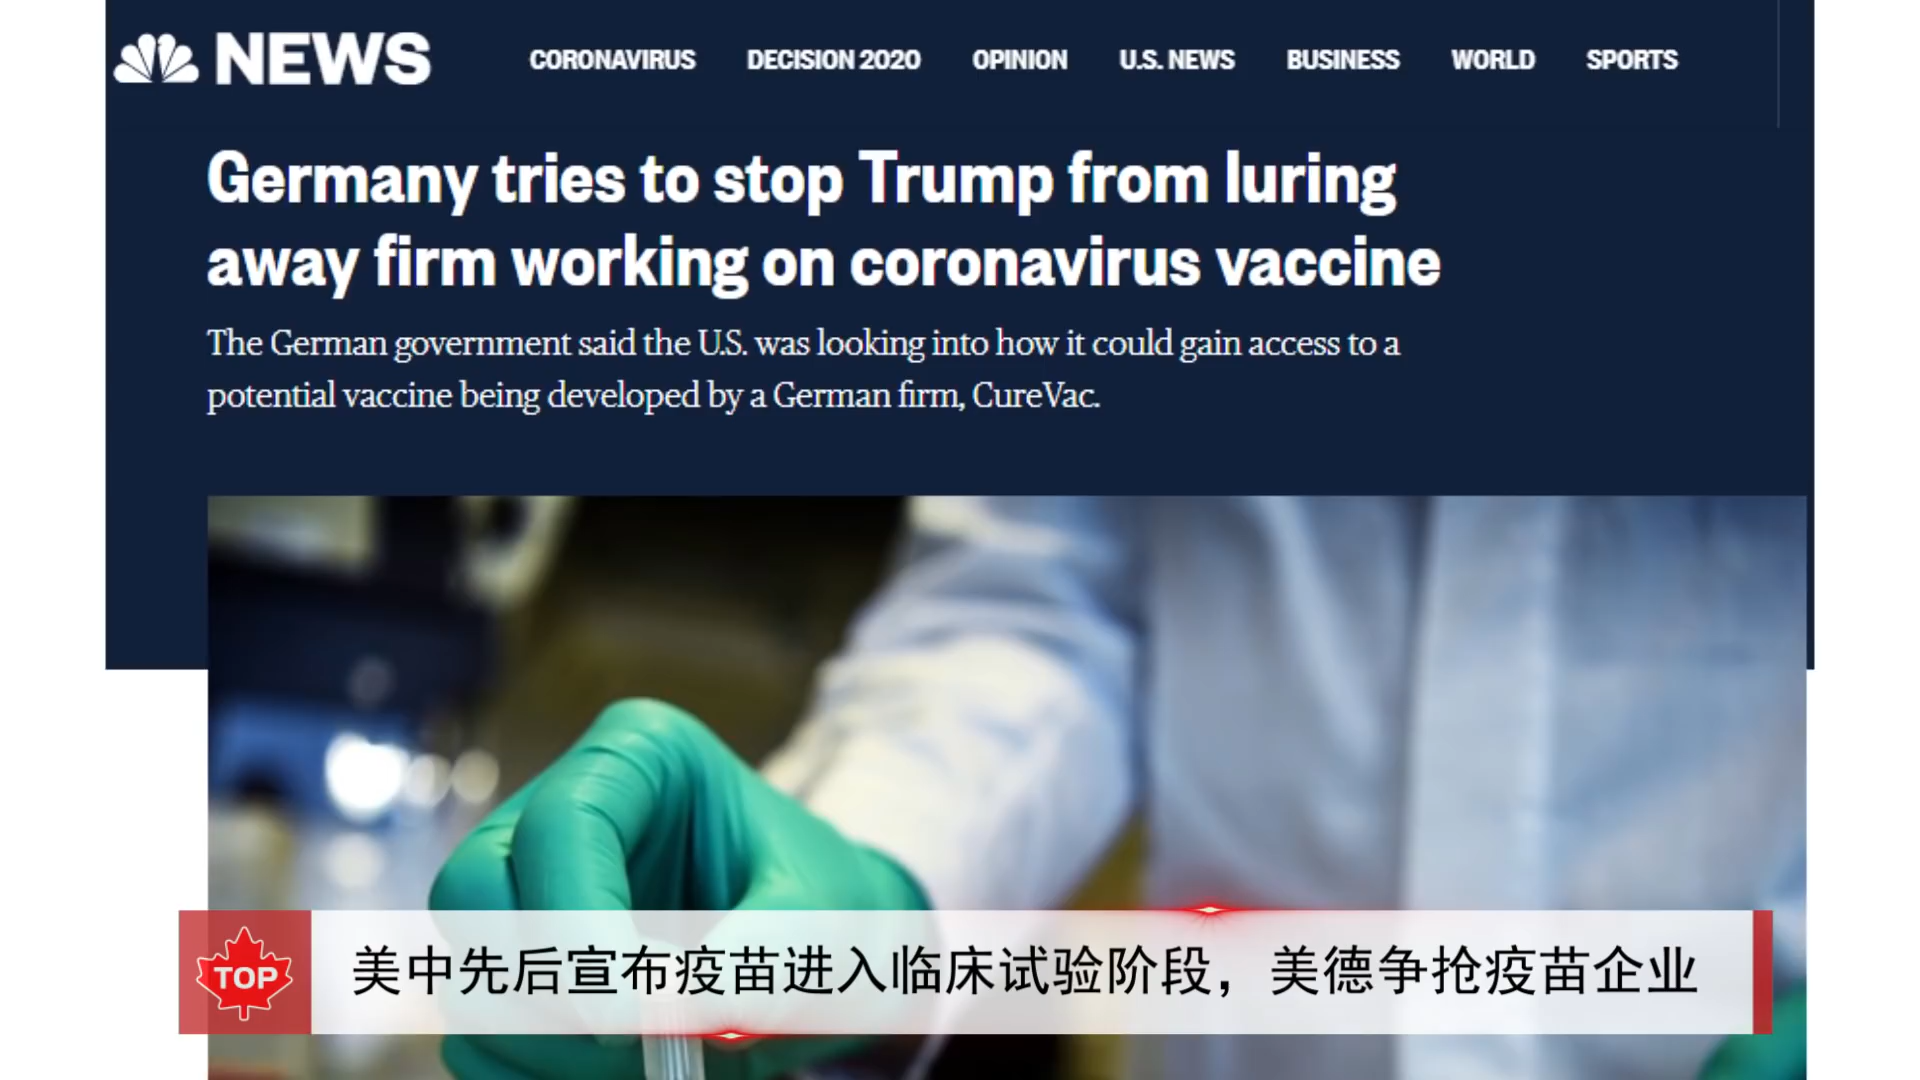 NEWS
CORONAVIRUS DECISION 2020 OPINION U.S. NEWS BUSINESS WORLD SPORTS
Germany tries to stop Trump from luring
away firm working on coronavirus vaccine
The German government said the U.S. was looking into how it could gain access to a
potential vaccine being developed by a German firm, CureVac.
TOP
美中先后宣布疫苗进入临床试验阶段，美德争抢疫苗企业